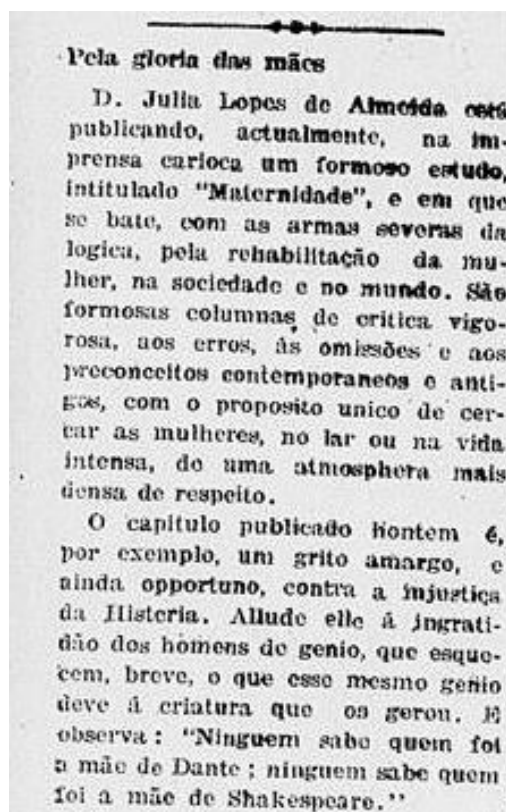 Pela gloria das mães
D. Julia Lopes de Almeida está
publicando, actualmente, na im-
prensa carioca um formoso estudo,
intitulado "Maternidade", e em que
se bate, com as armas severas da
logica, pela rehabilitação da mu-
lher, na sociedade e no mundo. São
formosas columnas de critica vigo-
rosa, aos erros, ás omissões e aos
preconceitos contemporaneos e anti-
gos, com o proposito unico de cer-
car as mulheres, no lar ou na vida
intensa, de uma atmosphera mais
densa de respeito.
O capitulo publicado hontem é,
por exemplo, um grito amargo, e
ainda opportuno, contra a injustiça
da Historia. Allude elle á ingrati-
dão dos homens de genio, que esque-
cem, breve, o que esse mesmo genio
deve á criatura que os gerou. E
observa: "Ninguem sabe quem foi
a mãe de Dante; ninguem sabe quem
foi a mãe de Shakespeare."